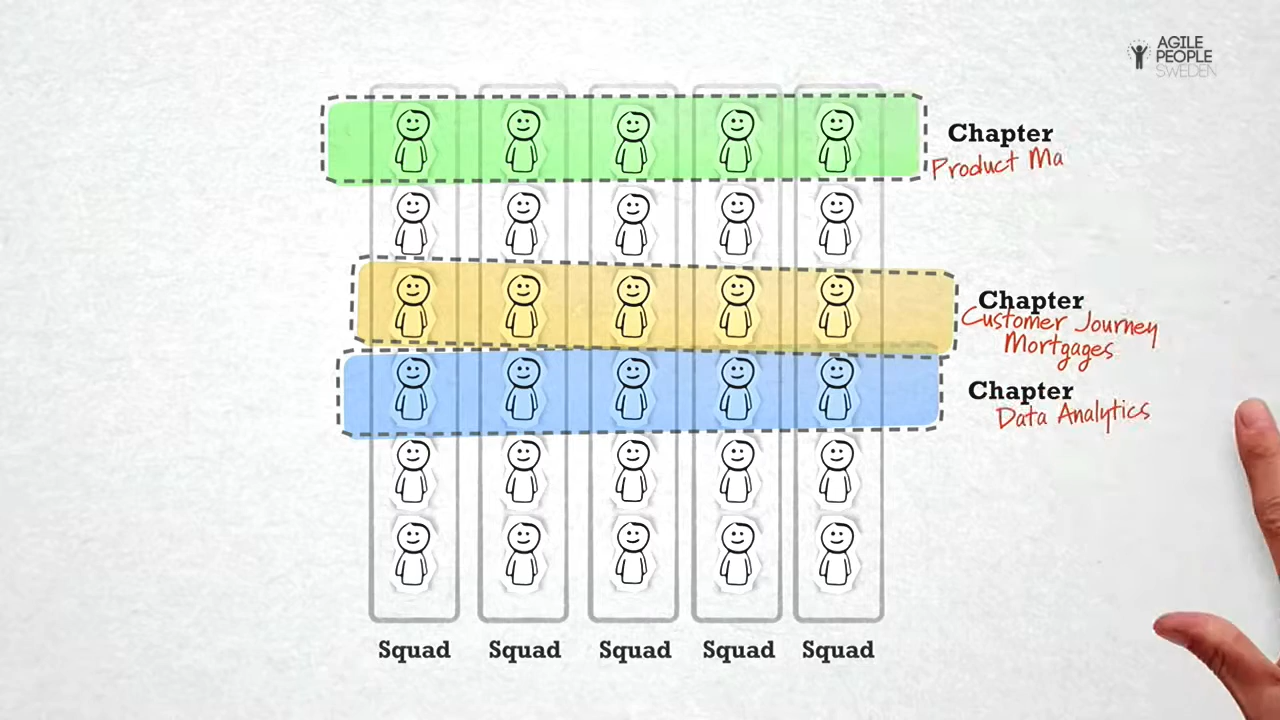 AGILE
PEOPLE
SWEDEN
Chapter
Product Ma
Chapter
Customer Journey
Mortgages
Chapter
Data Analytics
Squad Squad Squad Squad Squad